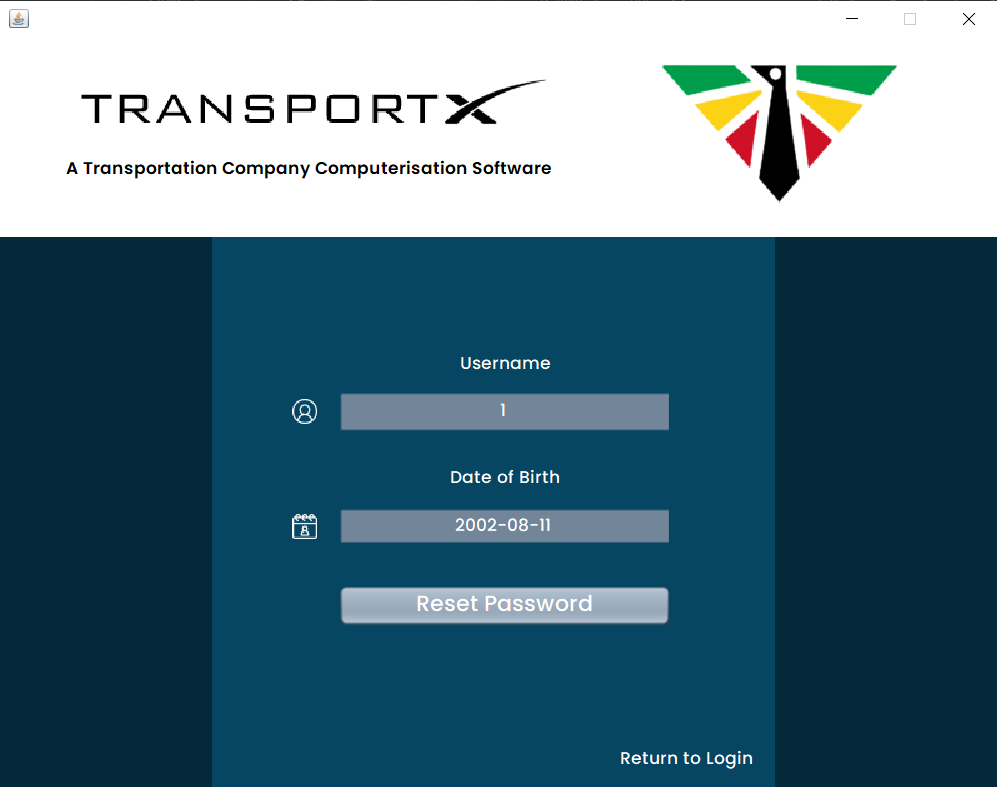 TRANSPORTX
A Transportation Company Computerisation Software
Username
1
Date of Birth
2002-08-11
Reset Password
Return to Login